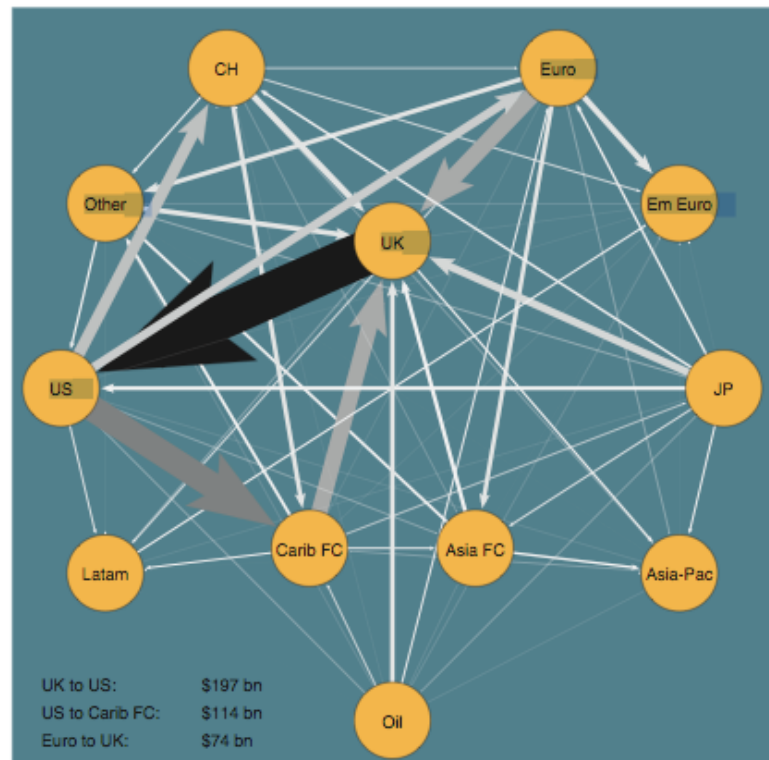 CH
Euro
Other
Em Euro
UK
US
JP
Carib FC
Asia FC
Latam
Asia-Pac
Oil
UK to US: $197 bn
US to Carib FC: $114 bn
Euro to UK: $74 bn